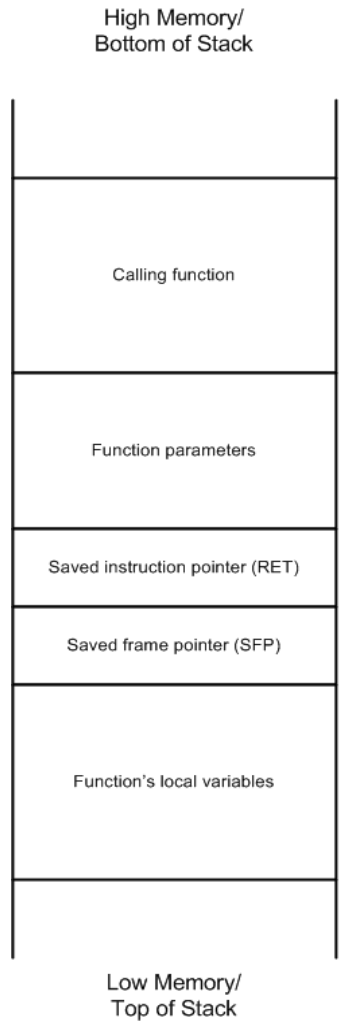 High Memory/
Bottom of Stack
Calling function
Function parameters
Saved instruction pointer (RET)
Saved frame pointer (SFP)
Function's local variables
Low Memory/
Top of Stack